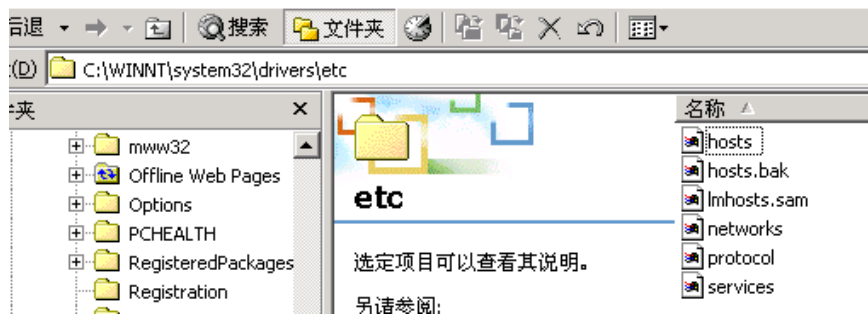 后退 搜索 文件夹
(D) C:\WINNT\system32\drivers\etc
夹 × 名称
mww32
Offline Web Pages
Options
PCHEALTH
RegisteredPackages
Registration
etc
选定项目可以查看其说明。
另请参阅:
hosts
hosts.bak
lmhosts.sam
networks
protocol
services